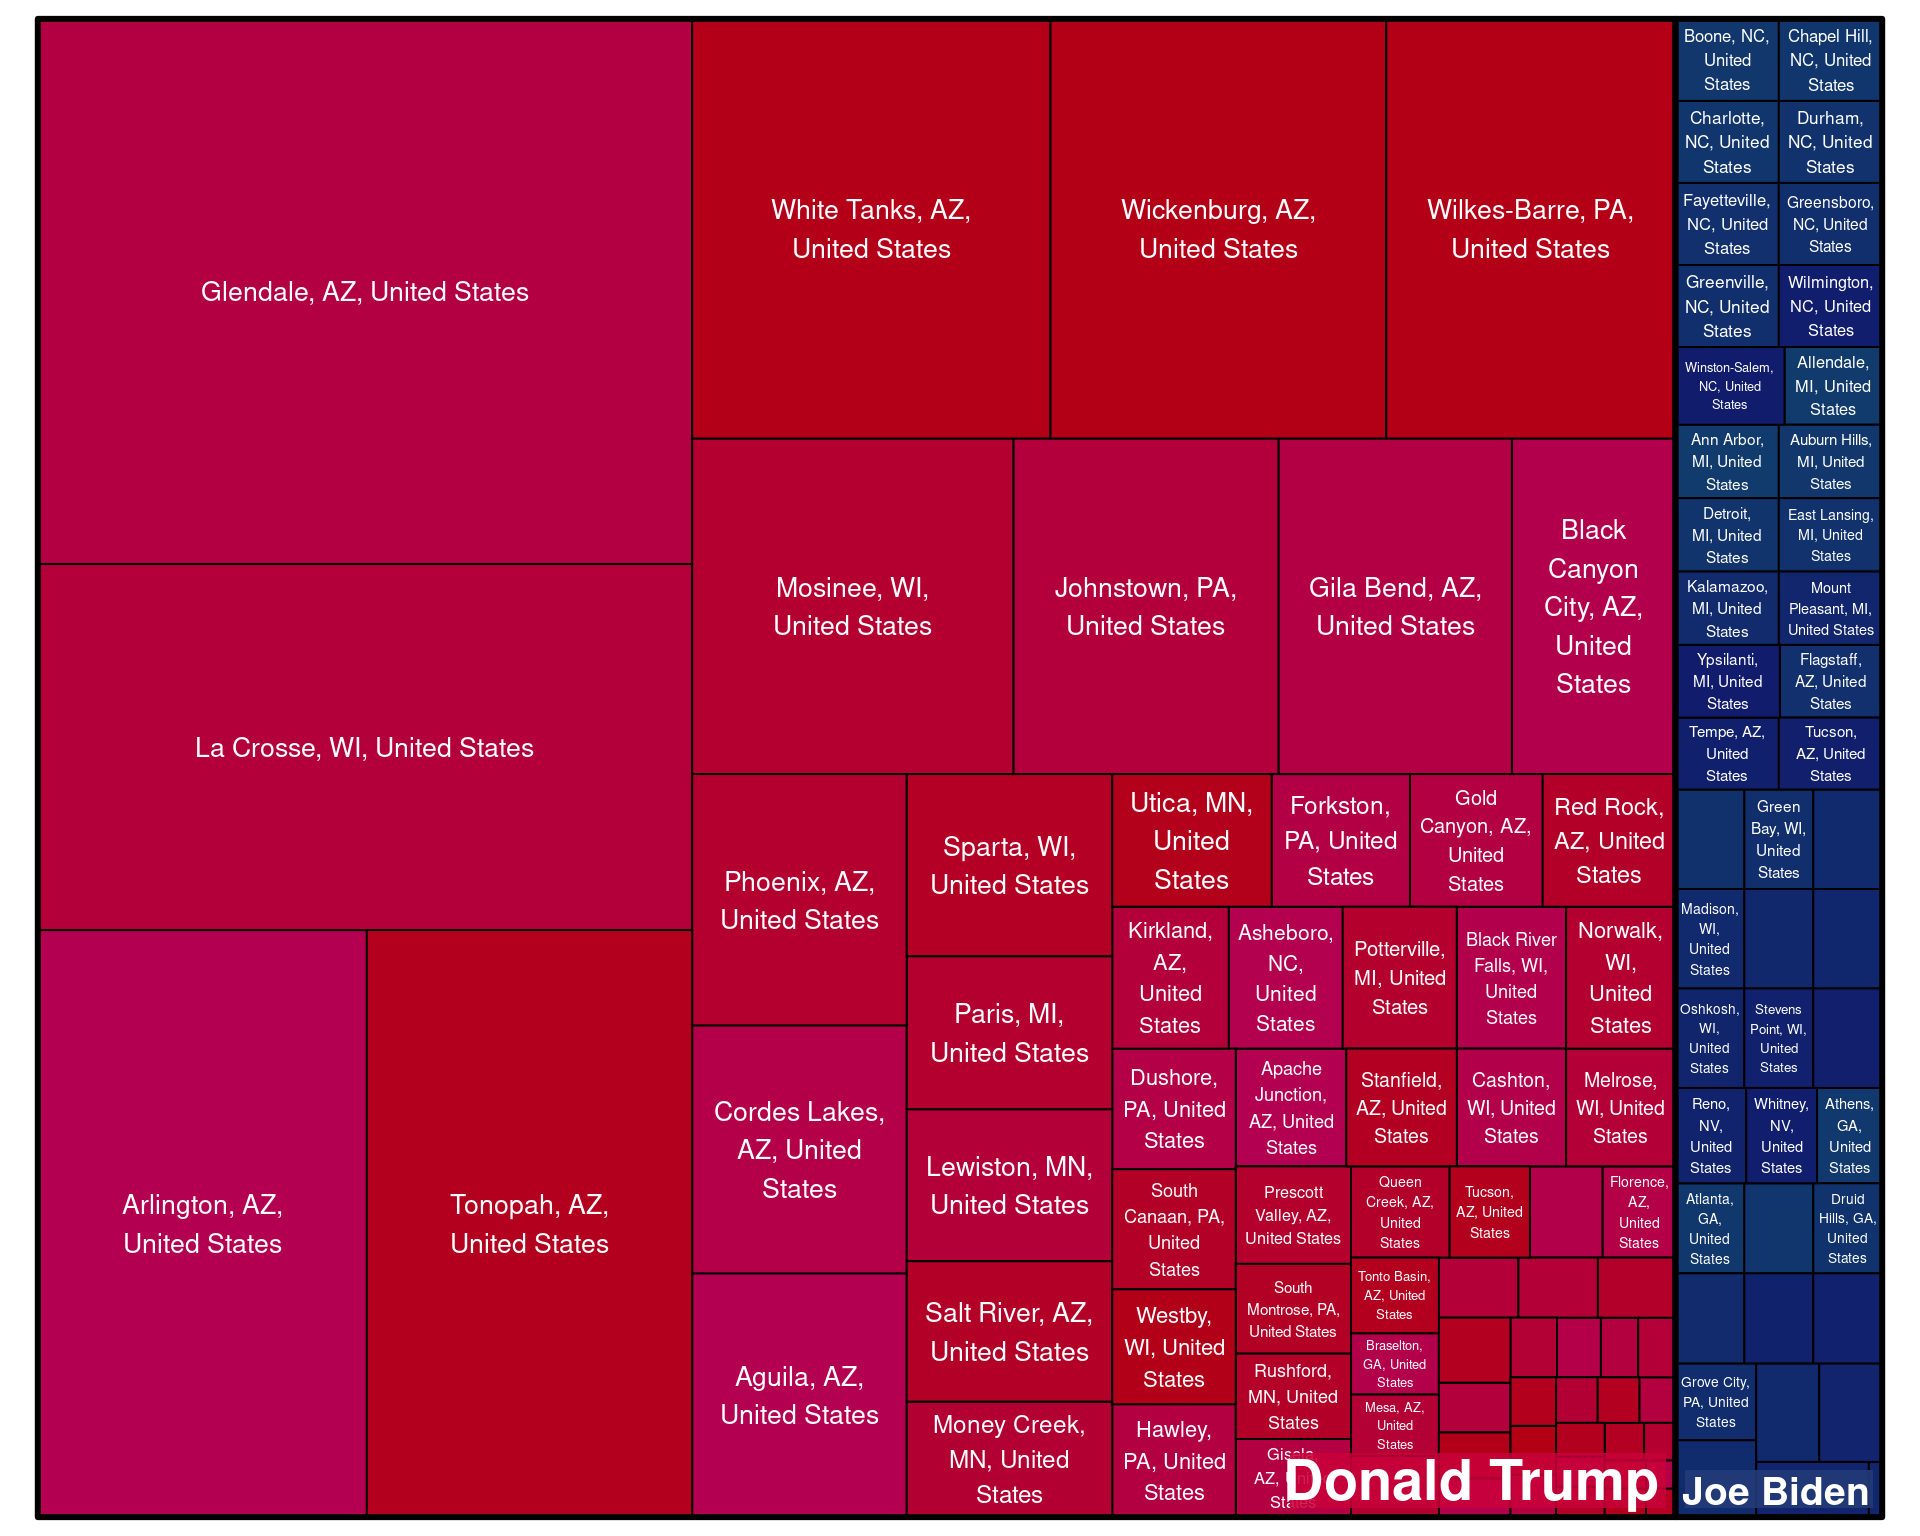 Glendale, AZ, United States
La Crosse, WI, United States
Arlington, AZ,
United States
Tonopah, AZ,
United States
White Tanks, AZ,
United States
Wickenburg, AZ,
United States
Wilkes-Barre, PA,
United States
Mosinee, WI,
United States
Johnstown, PA,
United States
Gila Bend, AZ,
United States
Black
Canyon
City, AZ,
United
States
Phoenix, AZ,
United States
Cordes Lakes,
AZ, United
States
Aguila, AZ,
United States
Sparta, WI,
United States
Paris, MI,
United States
Lewiston, MN,
United States
Salt River, AZ,
United States
Money Creek,
MN, United
States
Utica, MN,
United
States
Forkston,
PA, United
States
Gold
Canyon, AZ,
United
States
Red Rock,
AZ, United
States
Kirkland,
AZ,
United
States
Asheboro,
NC,
United
States
Potterville,
MI, United
States
Black River
Falls, WI,
United
States
Norwalk,
WI,
United
States
Dushore,
PA, United
States
Apache
Junction,
AZ, United
States
Stanfield,
AZ, United
States
Cashton,
WI, United
States
Melrose,
WI, United
States
South
Canaan, PA,
United
States
Westby,
WI, United
States
Hawley,
PA, United
States
Prescott
Valley, AZ,
United States
South
Montrose, PA,
United States
Rushford,
MN, United
States
Gisela,
AZ, United
States
Queen
Creek, AZ,
United
States
Tucson,
AZ, United
States
Florence,
AZ,
United
States
Tonto Basin,
AZ, United
States
Braselton,
GA, United
States
Mesa, AZ,
United
States
Donald Trump
Boone, NC,
United
States
Chapel Hill,
NC, United
States
Charlotte,
NC, United
States
Durham,
NC, United
States
Fayetteville,
NC, United
States
Greensboro,
NC, United
States
Greenville,
NC, United
States
Wilmington,
NC, United
States
Winston-Salem,
NC, United
States
Allendale,
MI, United
States
Ann Arbor,
MI, United
States
Auburn Hills,
MI, United
States
Detroit,
MI, United
States
East Lansing,
MI, United
States
Kalamazoo,
MI, United
States
Mount
Pleasant, MI,
United States
Ypsilanti,
MI, United
States
Flagstaff,
AZ, United
States
Tempe, AZ,
United
States
Tucson,
AZ, United
States
Green
Bay, WI,
United
States
Madison,
WI,
United
States
Oshkosh,
WI,
United
States
Stevens
Point, WI,
United
States
Reno,
NV,
United
States
Whitney,
NV,
United
States
Athens,
GA,
United
States
Atlanta,
GA,
United
States
Druid
Hills, GA,
United
States
Grove City,
PA, United
States
Joe Biden